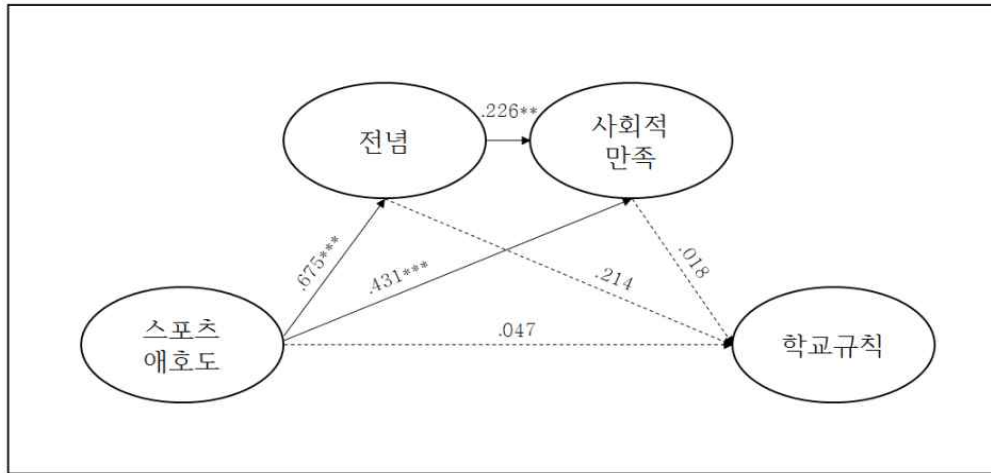 .226**
전념
사회적
만족
.675***
.431***
.214
.018
스포츠
애호도
.047
학교규칙